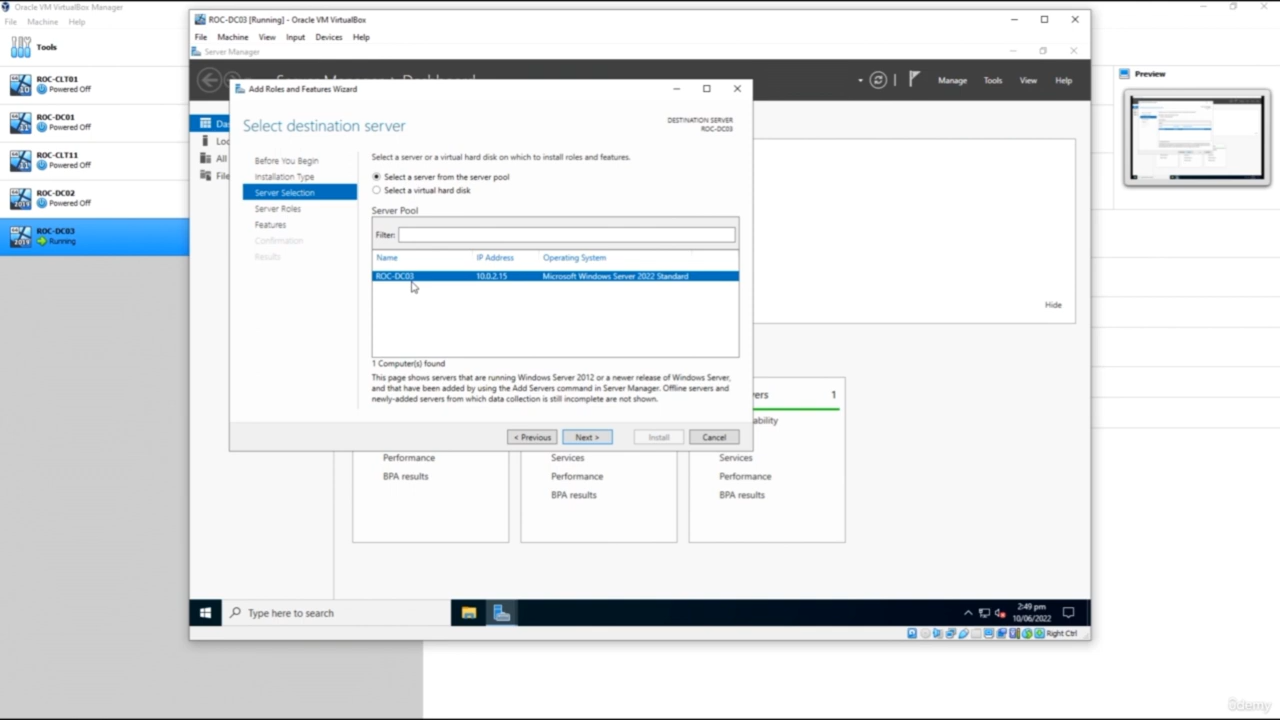 Oracle VM VirtualBox Manager
File Machine Help
Tools
ROC-CLT01
Powered Off
ROC-DC01
Powered Off
ROC-CLT11
Powered Off
ROC-DC02
Powered Off
ROC-DC03
Running
Preview
ROC-DC03 [Running] - Oracle VM VirtualBox
File Machine View Input Devices Help
Server Manager
Manage Tools View Help
Add Roles and Features Wizard
Select destination server
DESTINATION SERVER
ROC-DC03
Before You Begin
Installation Type
Server Selection
Server Roles
Features
Confirmation
Results
Select a server or a virtual hard disk on which to install roles and features.
Select a server from the server pool
Select a virtual hard disk
Server Pool
Filter:
Name IP Address Operating System
ROC-DC03 10.0.2.15 Microsoft Windows Server 2022 Standard
1 Computer(s) found
This page shows servers that are running Windows Server 2012 or a newer release of Windows Server,
and that have been added by using the Add Servers command in Server Manager. Offline servers and
newly-added servers from which data collection is still incomplete are not shown.
< Previous Next > Install Cancel
Hide
1
Performance
BPA results
Services
Performance
BPA results
Services
Performance
BPA results
Type here to search
2:49 pm
10/06/2022
Right Ctrl
ûdemy